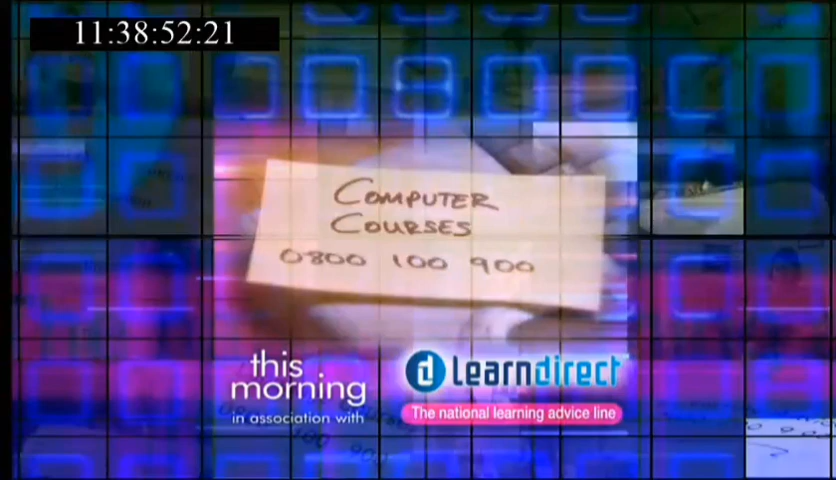 11:38:52:21
COMPUTER
COURSES
0800 100 900
this
morning
in association with
d learndirect
The national learning advice line